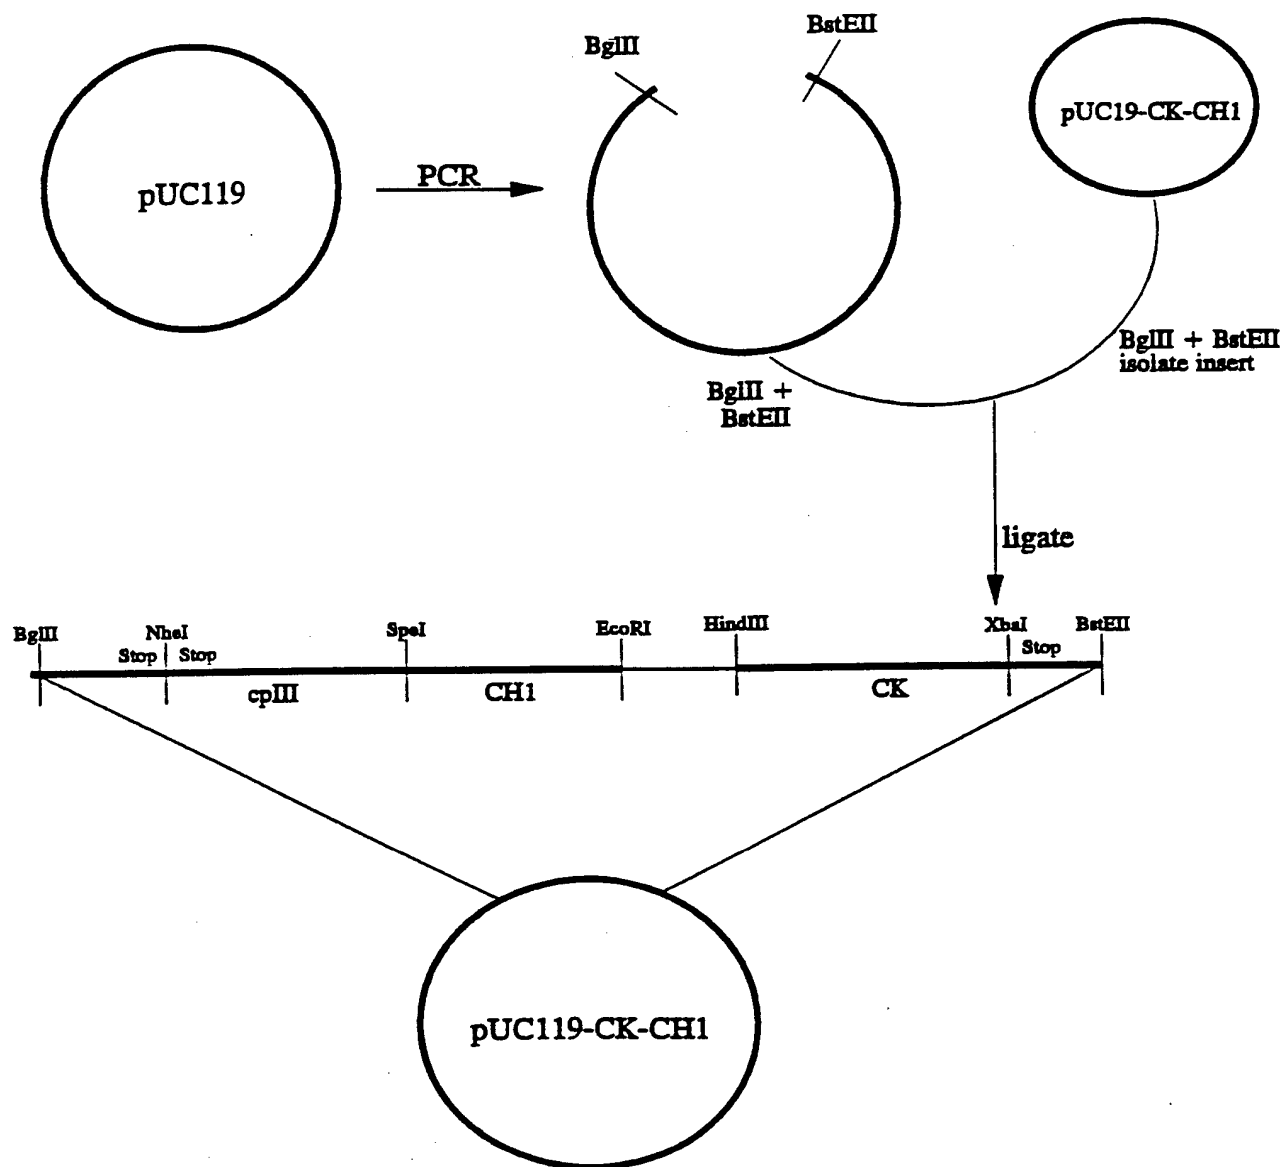 BglII
BstEII
pUC119
PCR
pUC19-CK-CH1
BglII +
BstEII
BglII + BstEII
isolate insert
ligate
BglII
NheI
SpeI
EcoRI
HindIII
XbaI
BstEII
Stop
Stop
Stop
cpIII
CH1
CK
pUC119-CK-CH1